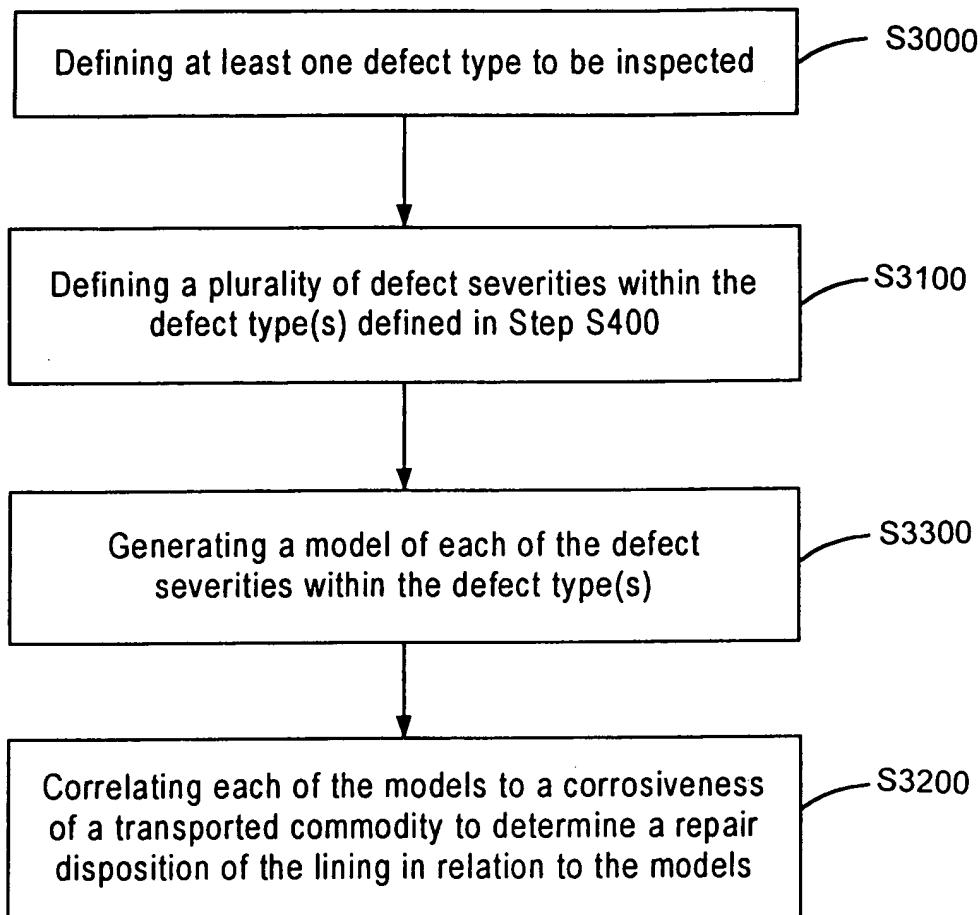 Defining at least one defect type to be inspected
S3000
Defining a plurality of defect severities within the
defect type(s) defined in Step S400
S3100
Generating a model of each of the defect
severities within the defect type(s)
S3300
Correlating each of the models to a corrosiveness
of a transported commodity to determine a repair
disposition of the lining in relation to the models
S3200